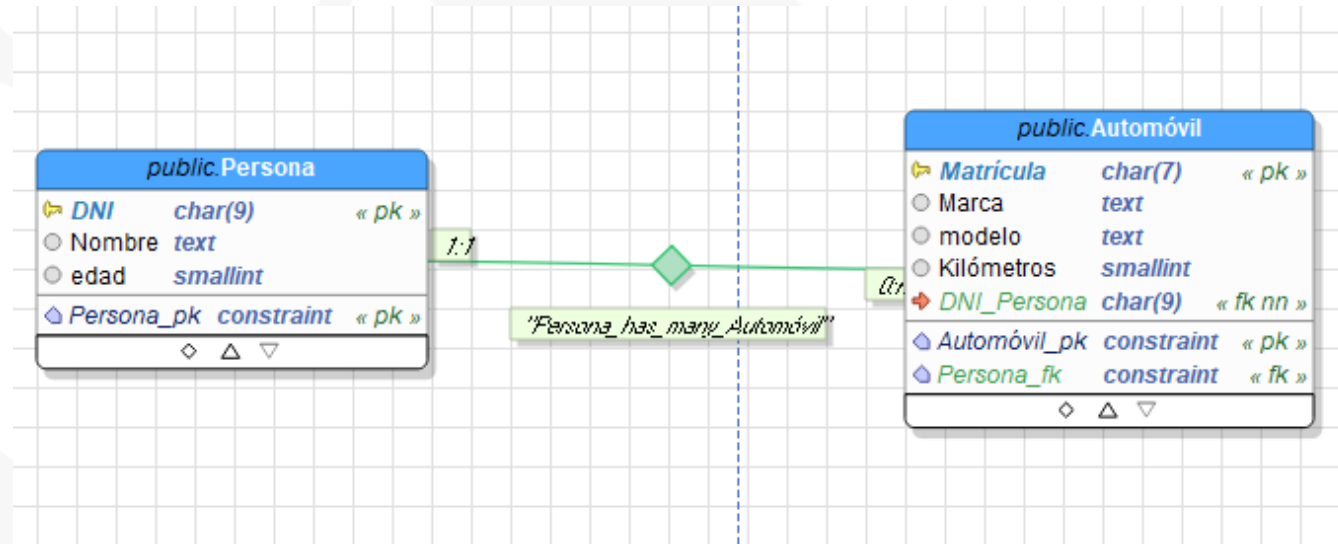 public.Persona
DNI char(9) « pk »
Nombre text
edad smallint
Persona_pk constraint « pk »
1:1
"Persona_has_many_Automóvil"
public.Automóvil
Matrícula char(7) « pk »
Marca text
modelo text
Kilómetros smallint
DNI_Persona char(9) « fk nn »
Automóvil_pk constraint « pk »
Persona_fk constraint « fk »